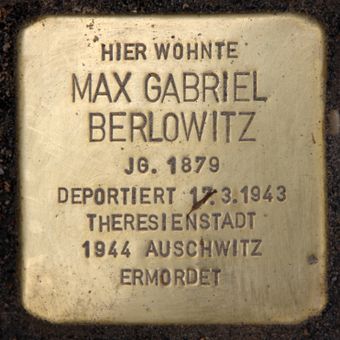 HIER WOHNTE
MAX GABRIEL
BERLOWITZ
JG. 1879
DEPORTIERT 17.3.1943
THERESIENSTADT
1944 AUSCHWITZ
ERMORDET